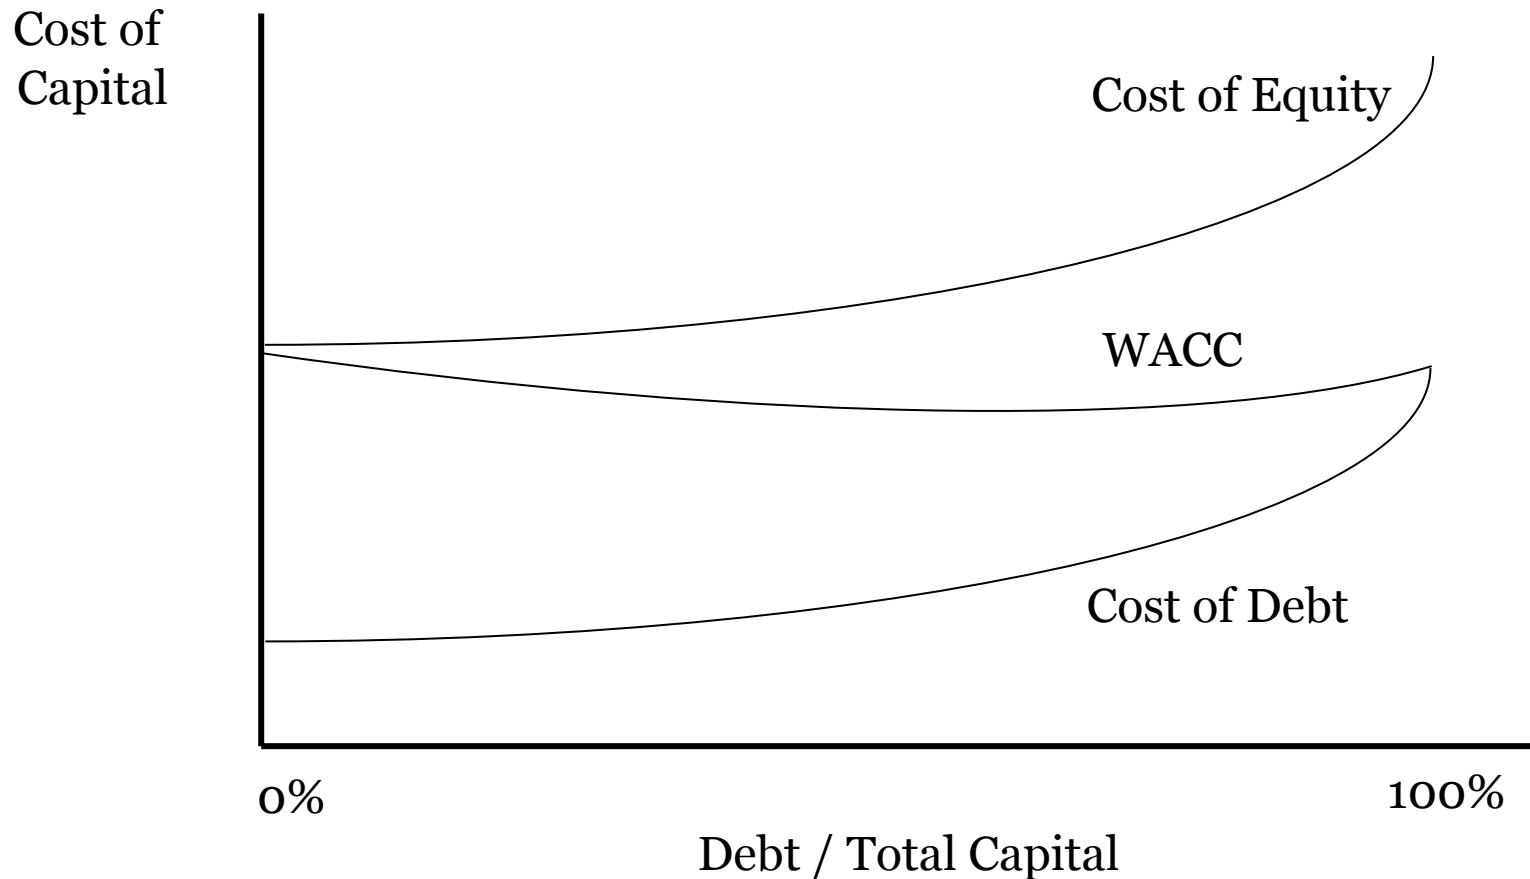 Cost of
Capital
Cost of Equity
WACC
Cost of Debt
0%
100%
Debt / Total Capital